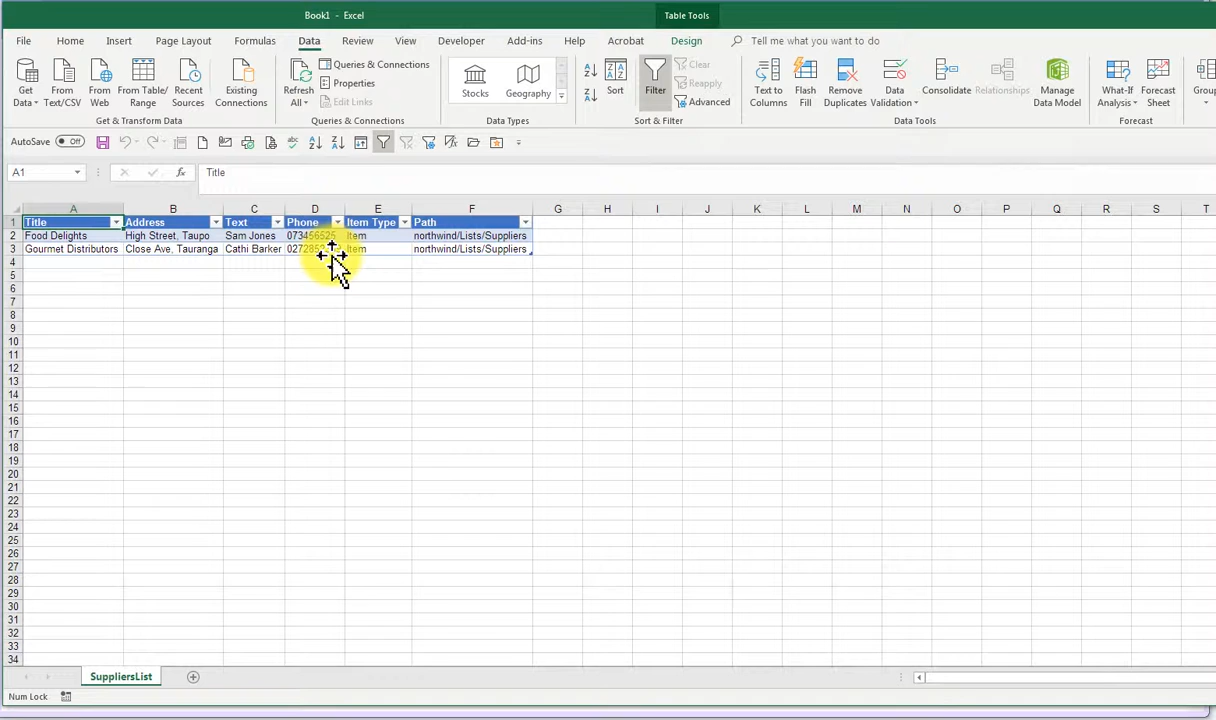 Book1 - Excel
Table Tools
File Home Insert Page Layout Formulas Data Review View Developer Add-ins Help Acrobat Design Tell me what you want to do
Get Data
From Text/CSV
From Web
From Table/ Range
Recent Sources
Existing Connections
Get & Transform Data
Refresh All
Queries & Connections
Properties
Edit Links
Queries & Connections
Stocks
Geography
Data Types
Sort
Filter
Clear
Reapply
Advanced
Sort & Filter
Text to Columns
Flash Fill
Remove Duplicates
Data Validation
Consolidate
Relationships
Manage Data Model
Data Tools
What-If Analysis
Forecast Sheet
Forecast
Group
AutoSave Off
A1 fx Title
A B C D E F G H I J K L M N O P Q R S T
1 Title Address Text Phone Item Type Path
2 Food Delights High Street, Taupo Sam Jones 073456525 Item northwind/Lists/Suppliers
3 Gourmet Distributors Close Ave, Tauranga Cathi Barker Item northwind/Lists/Suppliers
4
5
6
7
8
9
10
11
12
13
14
15
16
17
18
19
20
21
22
23
24
25
26
27
28
29
30
31
32
33
34
SuppliersList
Num Lock